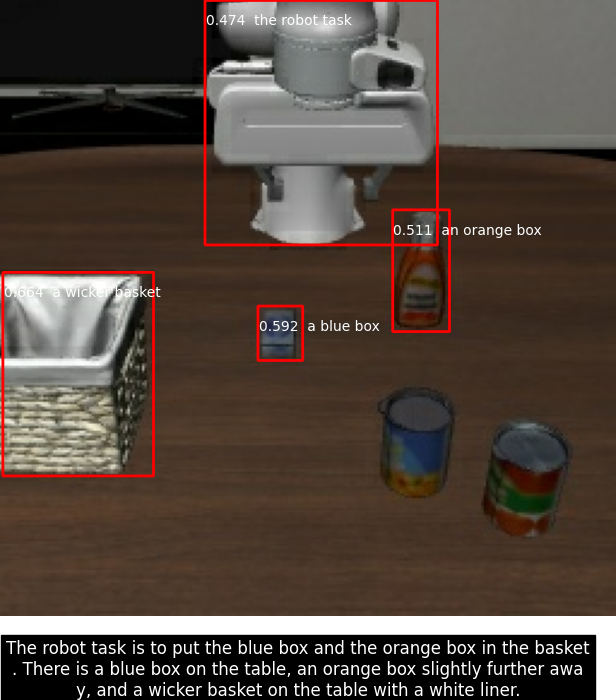 0.474 the robot task
0.511 an orange box
0.664 a wicker basket
0.592 a blue box
The robot task is to put the blue box and the orange box in the basket
. There is a blue box on the table, an orange box slightly further awa
y, and a wicker basket on the table with a white liner.